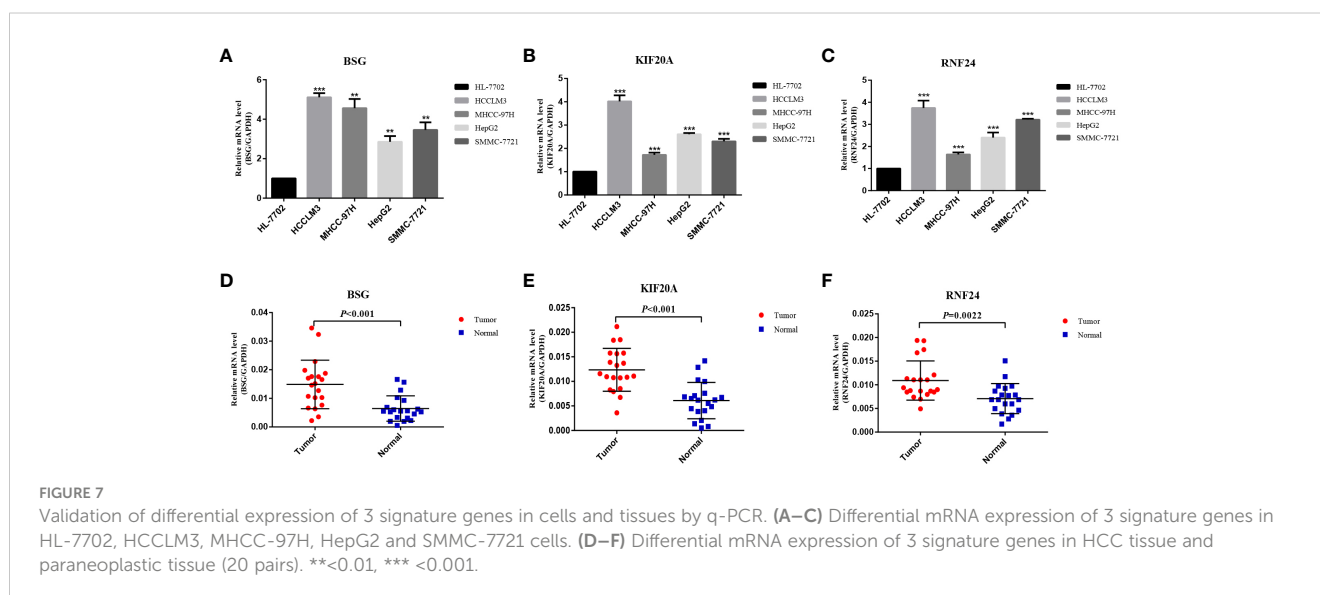 A
BSG
Relative mRNA level
(BSG/GAPDH)
6
4
2
0
***
**
**
**
HL-7702
HCCLM3
MHCC-97H
HepG2
SMMC-7721
HL-7702
HCCLM3
MHCC-97H
HepG2
SMMC-7721
B
KIF20A
Relative mRNA level
(KIF20A/GAPDH)
5
4
3
2
1
0
***
***
***
***
HL-7702
HCCLM3
MHCC-97H
HepG2
SMMC-7721
HL-7702
HCCLM3
MHCC-97H
HepG2
SMMC-7721
C
RNF24
Relative mRNA level
(RNF24/GAPDH)
5
4
3
2
1
0
***
***
***
***
HL-7702
HCCLM3
MHCC-97H
HepG2
SMMC-7721
HL-7702
HCCLM3
MHCC-97H
HepG2
SMMC-7721
D
BSG
P<0.001
Relative mRNA level
(BSG/GAPDH)
0.04
0.03
0.02
0.01
0.00
Tumor
Normal
Tumor
Normal
E
KIF20A
P<0.001
Relative mRNA level
(KIF20A/GAPDH)
0.025
0.020
0.015
0.010
0.005
0.000
Tumor
Normal
Tumor
Normal
F
RNF24
P=0.0022
Relative mRNA level
(RNF24/GAPDH)
0.025
0.020
0.015
0.010
0.005
0.000
Tumor
Normal
Tumor
Normal
FIGURE 7
Validation of differential expression of 3 signature genes in cells and tissues by q-PCR. (A–C) Differential mRNA expression of 3 signature genes in
HL-7702, HCCLM3, MHCC-97H, HepG2 and SMMC-7721 cells. (D–F) Differential mRNA expression of 3 signature genes in HCC tissue and
paraneoplastic tissue (20 pairs). **<0.01, *** <0.001.